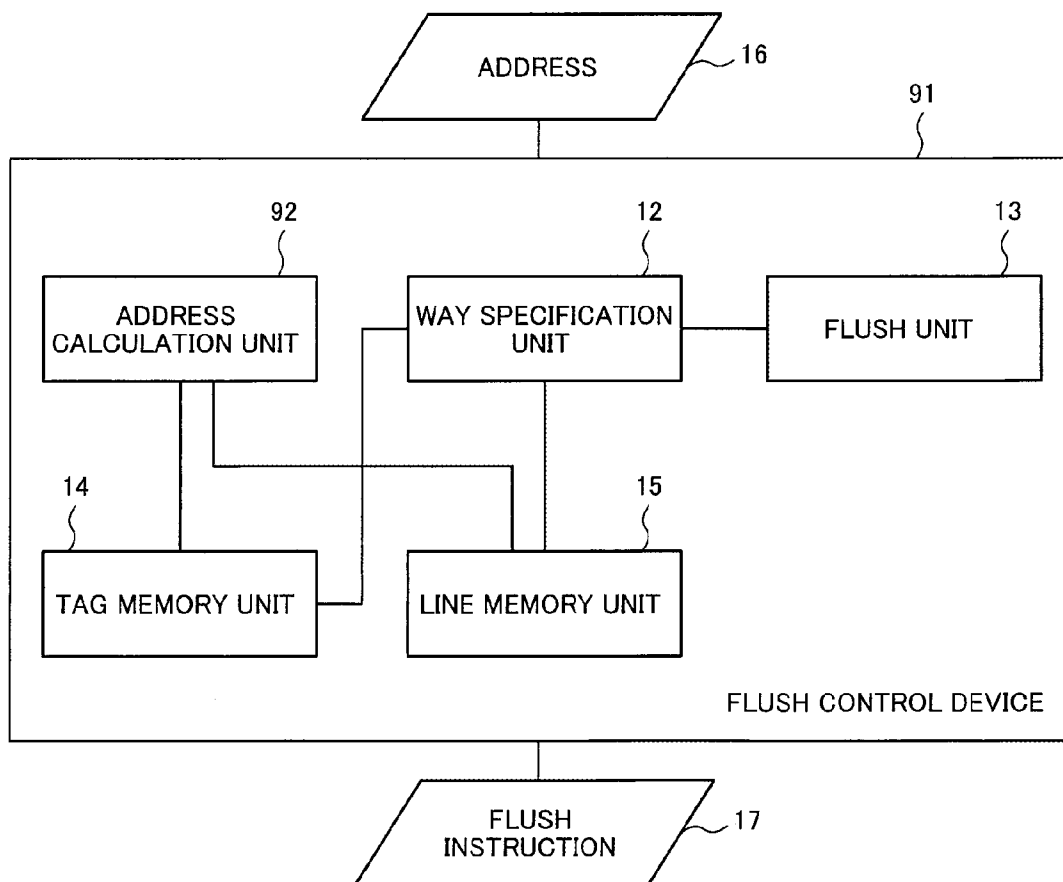 ADDRESS
16
91
92
12
13
ADDRESS
CALCULATION UNIT
WAY SPECIFICATION
UNIT
FLUSH UNIT
14
15
TAG MEMORY UNIT
LINE MEMORY UNIT
FLUSH CONTROL DEVICE
FLUSH
INSTRUCTION
17